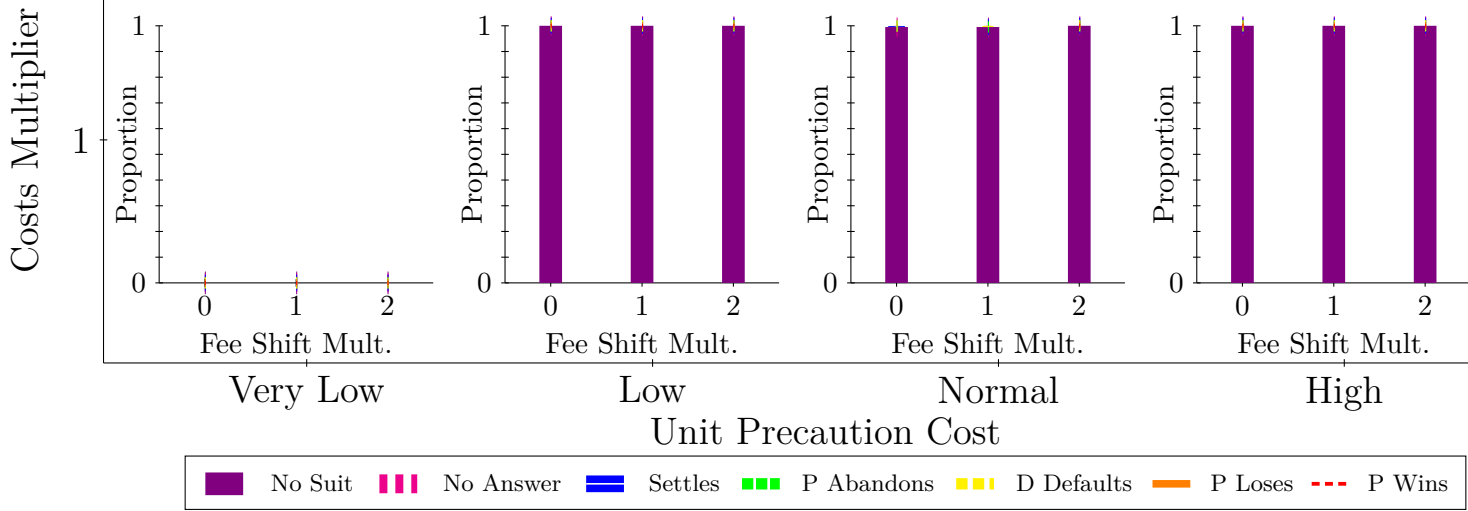 Costs Multiplier
1
Proportion
1
0
0 1 2
Fee Shift Mult.
Proportion
1
0
0 1 2
Fee Shift Mult.
Proportion
1
0
0 1 2
Fee Shift Mult.
Proportion
1
0
0 1 2
Fee Shift Mult.
Very Low Low Normal High
Unit Precaution Cost
No Suit No Answer Settles P Abandons D Defaults P Loses P Wins